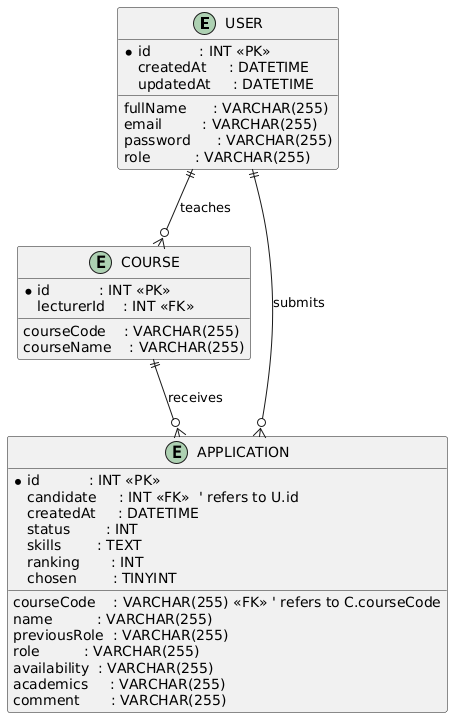 E USER
* id : INT «PK»
createdAt : DATETIME
updatedAt : DATETIME
fullName : VARCHAR(255)
email : VARCHAR(255)
password : VARCHAR(255)
role : VARCHAR(255)
teaches
E COURSE
* id : INT «PK»
lecturerId : INT «FK»
courseCode : VARCHAR(255)
courseName : VARCHAR(255)
submits
receives
E APPLICATION
* id : INT «PK»
candidate : INT «FK» ' refers to U.id
createdAt : DATETIME
status : INT
skills : TEXT
ranking : INT
chosen : TINYINT
courseCode : VARCHAR(255) «FK» ' refers to C.courseCode
name : VARCHAR(255)
previousRole : VARCHAR(255)
role : VARCHAR(255)
availability : VARCHAR(255)
academics : VARCHAR(255)
comment : VARCHAR(255)